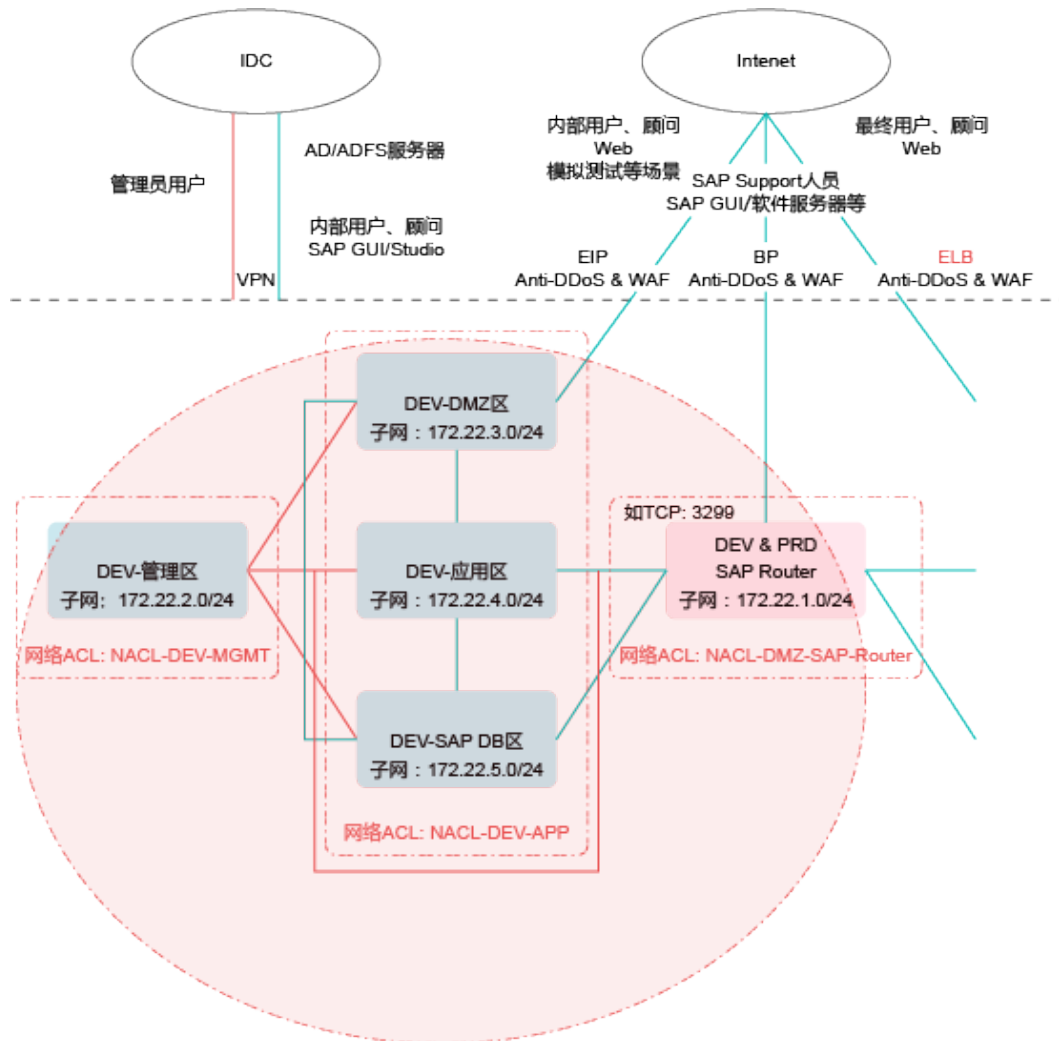 IDC
Intenet
AD/ADFS服务器
管理员用户
内部用户、顾问
SAP GUI/Studio
VPN
内部用户、顾问
Web
模拟测试等场景
最终用户、顾问
Web
SAP Support人员
SAP GUI/软件服务器等
EIP
Anti-DDoS & WAF
BP
Anti-DDoS & WAF
ELB
Anti-DDoS & WAF
DEV-DMZ区
子网：172.22.3.0/24
DEV-管理区
子网: 172.22.2.0/24
网络ACL: NACL-DEV-MGMT
DEV-应用区
子网：172.22.4.0/24
如TCP: 3299
DEV & PRD
SAP Router
子网：172.22.1.0/24
网络ACL: NACL-DMZ-SAP-Router
DEV-SAP DB区
子网：172.22.5.0/24
网络ACL: NACL-DEV-APP